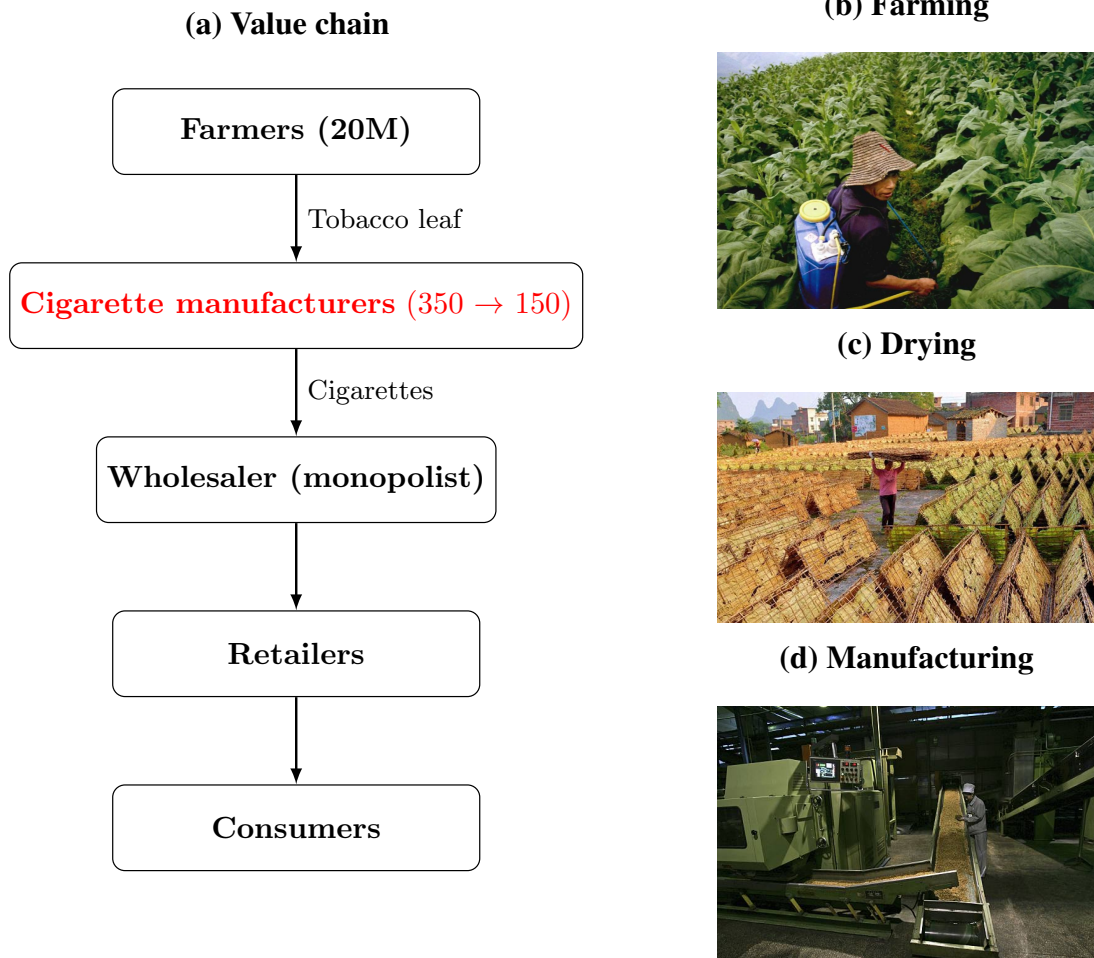 (a) Value chain
Farmers (20M)
Tobacco leaf
Cigarette manufacturers (350 → 150)
Cigarettes
Wholesaler (monopolist)
Retailers
Consumers
(b) Farming
(c) Drying
(d) Manufacturing